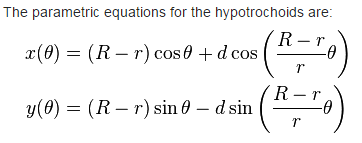 The parametric equations for the hypotrochoids are:
x(θ) = (R − r) cos θ + d cos ((R − r)/r θ)
y(θ) = (R − r) sin θ − d sin ((R − r)/r θ)